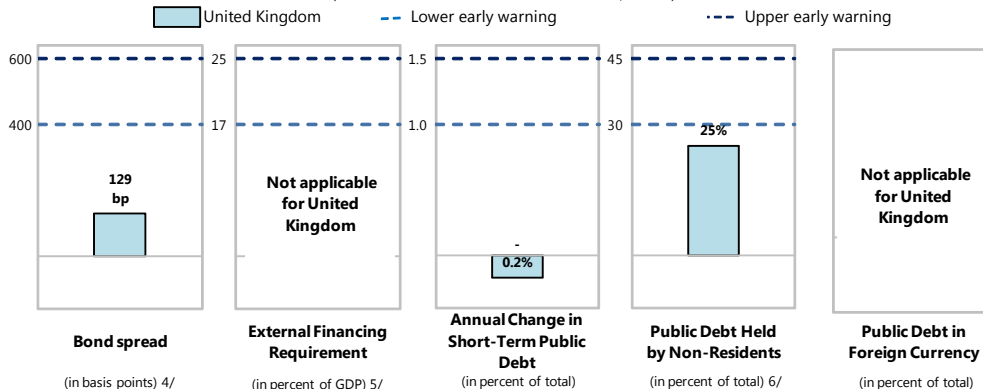 United Kingdom
Lower early warning
Upper early warning
600
400
129
bp
Bond spread
(in basis points) 4/
25
17
Not applicable
for United
Kingdom
External Financing
Requirement
(in percent of GDP) 5/
1.5
1.0
-
0.2%
Annual Change in
Short-Term Public
Debt
(in percent of total)
45
30
25%
Public Debt Held
by Non-Residents
(in percent of total) 6/
Not applicable
for United
Kingdom
Public Debt in
Foreign Currency
(in percent of total)